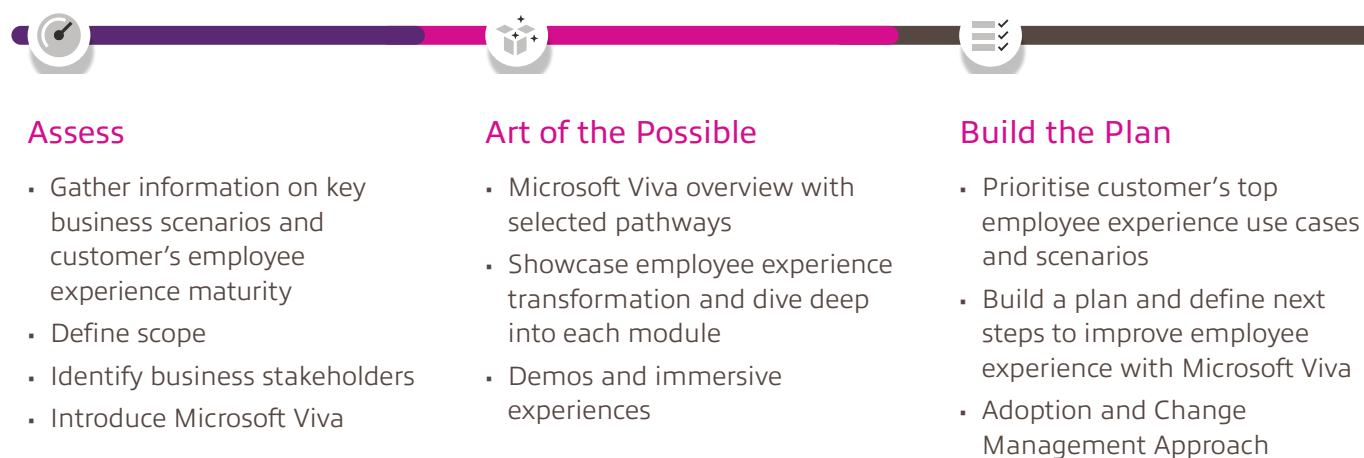 Assess
▪ Gather information on key
business scenarios and
customer’s employee
experience maturity
▪ Define scope
▪ Identify business stakeholders
▪ Introduce Microsoft Viva
Art of the Possible
▪ Microsoft Viva overview with
selected pathways
▪ Showcase employee experience
transformation and dive deep
into each module
▪ Demos and immersive
experiences
Build the Plan
▪ Prioritise customer’s top
employee experience use cases
and scenarios
▪ Build a plan and define next
steps to improve employee
experience with Microsoft Viva
▪ Adoption and Change
Management Approach